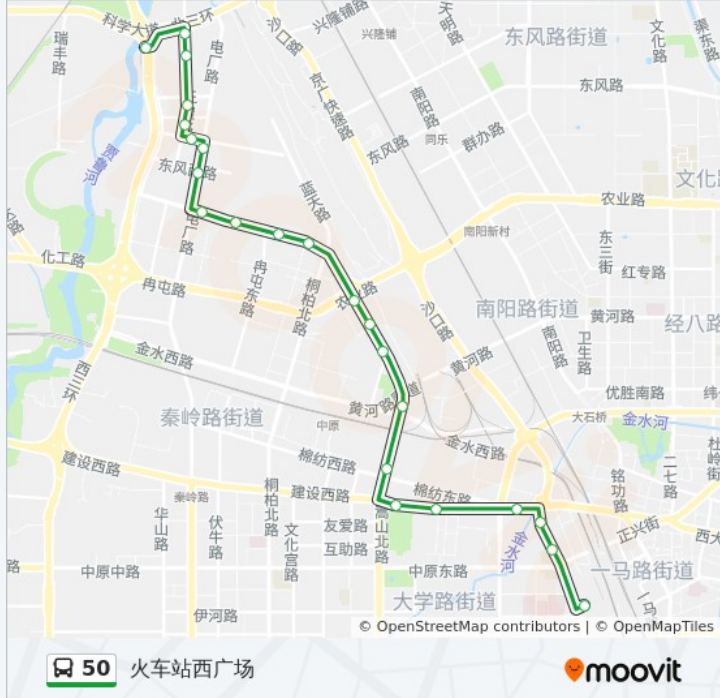 科学大道
北三环
瑞丰路
电厂路
沙口路
兴隆铺路
兴隆铺
天明路
东风路街道
文化路
京广快速路
南阳路
东风路
同乐
群办路
东风路
贾鲁河
东风西路
蓝天路
文化路
农业路
南阳新村
东三街
红专路
化工路
电厂路
冉屯路
冉屯东路
桐柏北路
农业路
沙口路
南阳路街道
黄河路
经八路
南阳路
卫生路
金水西路
黄河路
西三环
优胜南路
秦岭路街道
大石桥
金水河
中原
金水西路
棉纺西路
建设西路
秦岭路
桐柏北路
建设西路
棉纺东路
嵩山北路
铭功路
二七路
杜岭街
正兴街
华山路
伏牛路
文化宫路
友爱路
互助路
金水河
中原中路
中原东路
一马路街道
大学路街道
伊河路
© OpenStreetMap contributors | © OpenMapTiles
50 火车站西广场
moovit